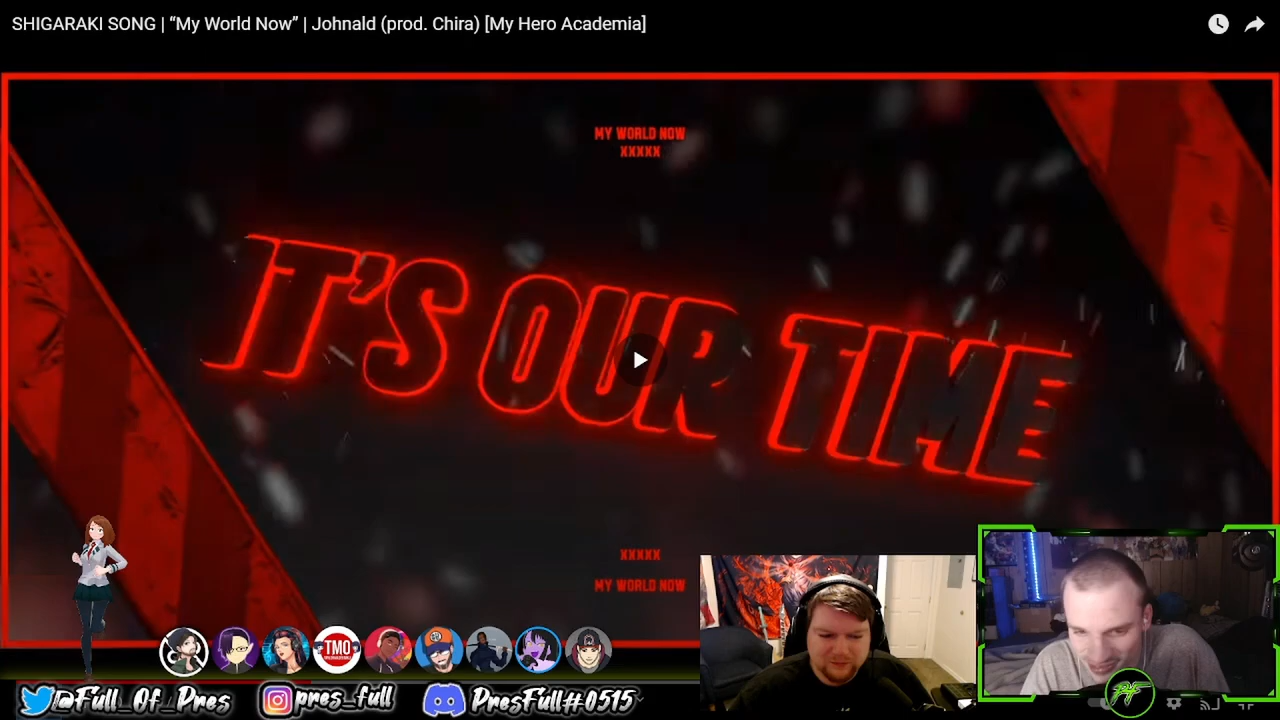 SHIGARAKI SONG | “My World Now” | Johnald (prod. Chira) [My Hero Academia]
MY WORLD NOW
XXXXX
IT'S OUR TIME
XXXXX
MY WORLD NOW
TMO
@Full_Of_Pres
pres_full
PresFull#0515